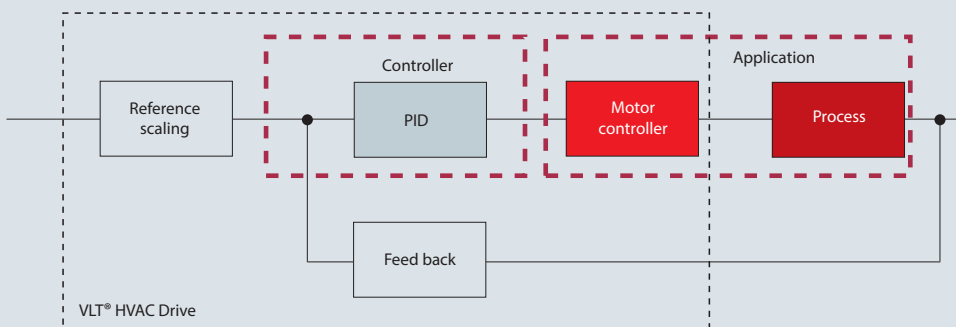 Controller
Application
Reference
scaling
PID
Motor
controller
Process
Feed back
VLT® HVAC Drive